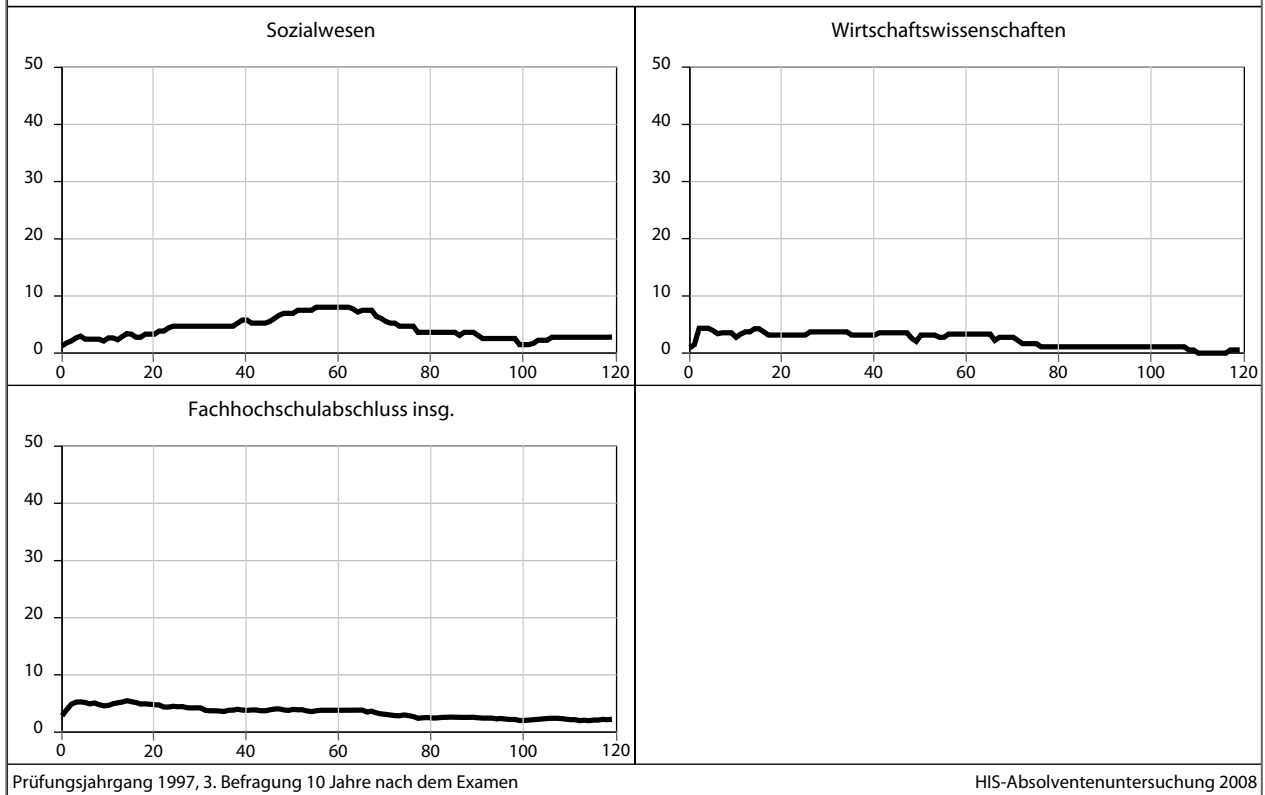 Sozialwesen
50
40
30
20
10
0
0 20 40 60 80 100 120
Wirtschaftswissenschaften
50
40
30
20
10
0
0 20 40 60 80 100 120
Fachhochschulabschluss insg.
50
40
30
20
10
0
0 20 40 60 80 100 120
Prüfungsjahrgang 1997, 3. Befragung 10 Jahre nach dem Examen
HIS-Absolventenuntersuchung 2008